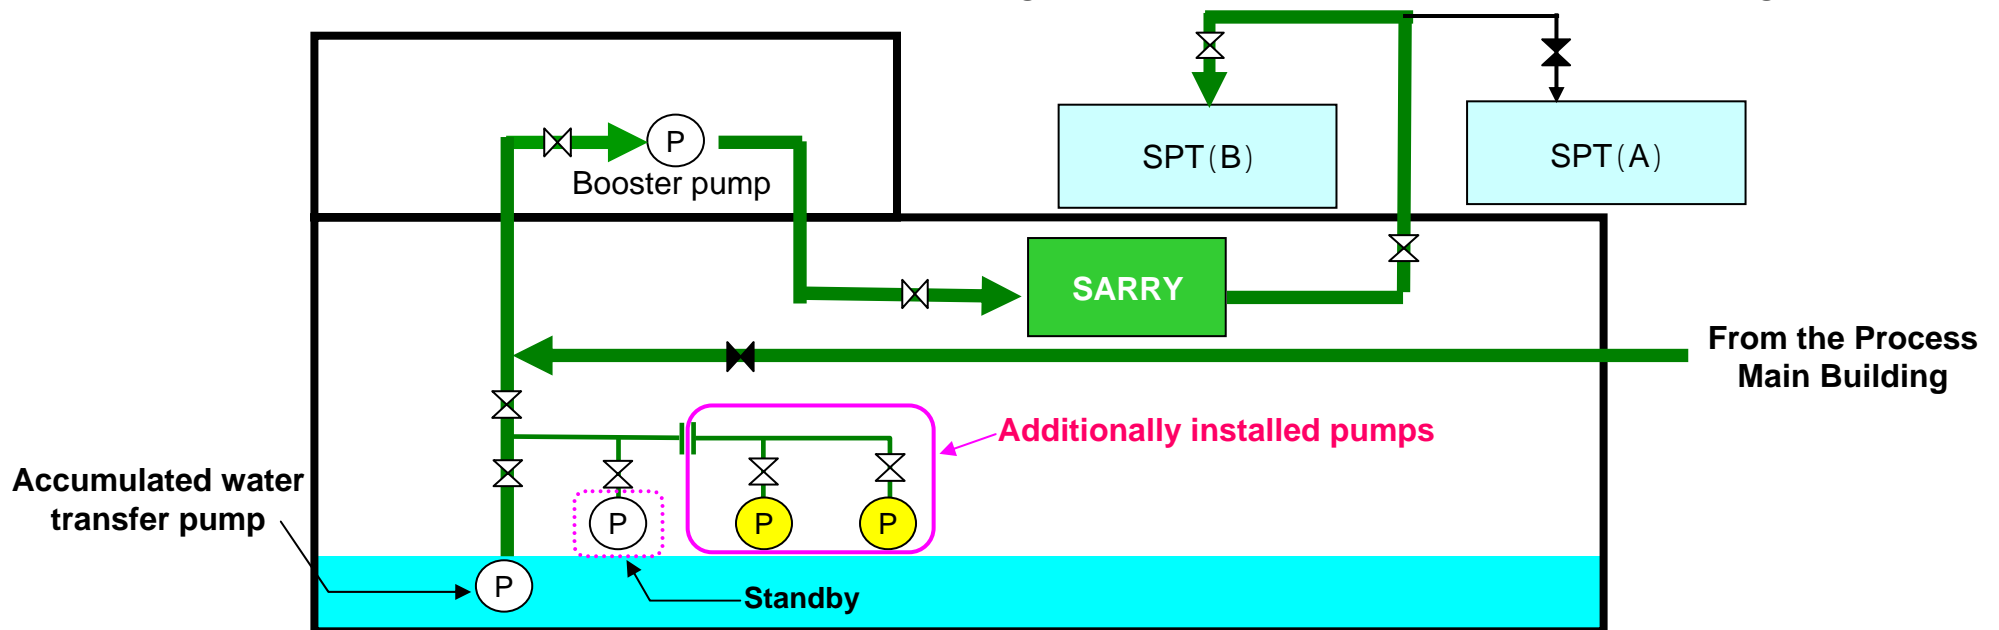 P
Booster pump
SPT(B)
SPT(A)
SARRY
From the Process
Main Building
Additionally installed pumps
Accumulated water
transfer pump
P
P
P
P
Standby